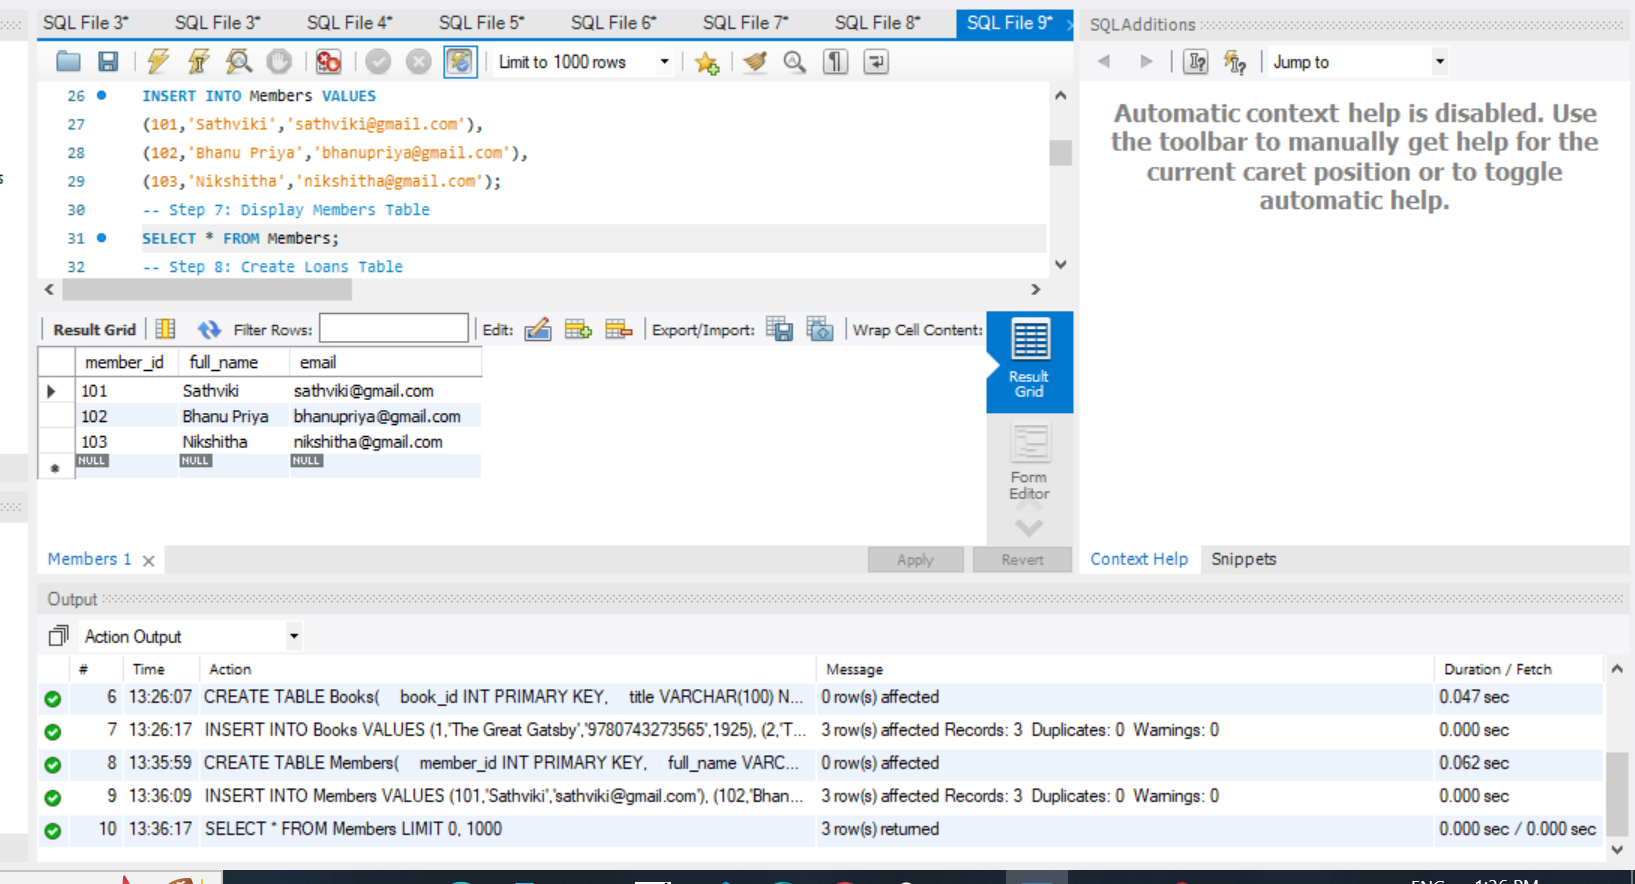 SQL File 3* SQL File 3* SQL File 4* SQL File 5* SQL File 6* SQL File 7* SQL File 8* SQL File 9*
Limit to 1000 rows
26 INSERT INTO Members VALUES
27 (101,'Sathviki','sathviki@gmail.com'),
28 (102,'Bhanu Priya','bhanupriya@gmail.com'),
29 (103,'Nikshitha','nikshitha@gmail.com');
30 -- Step 7: Display Members Table
31 SELECT * FROM Members;
32 -- Step 8: Create Loans Table
Result Grid Filter Rows: Edit: Export/Import: Wrap Cell Content:
member_id full_name email
101 Sathviki sathviki@gmail.com
102 Bhanu Priya bhanupriya@gmail.com
103 Nikshitha nikshitha@gmail.com
NULL NULL NULL
Result
Grid
Form
Editor
Members 1 Apply Revert
SQLAdditions
Jump to
Automatic context help is disabled. Use
the toolbar to manually get help for the
current caret position or to toggle
automatic help.
Context Help Snippets
Output
Action Output
# Time Action Message Duration / Fetch
6 13:26:07 CREATE TABLE Books( book_id INT PRIMARY KEY, title VARCHAR(100) N... 0 row(s) affected 0.047 sec
7 13:26:17 INSERT INTO Books VALUES (1,'The Great Gatsby','9780743273565',1925), (2,'T... 3 row(s) affected Records: 3 Duplicates: 0 Warnings: 0 0.000 sec
8 13:35:59 CREATE TABLE Members( member_id INT PRIMARY KEY, full_name VARC... 0 row(s) affected 0.062 sec
9 13:36:09 INSERT INTO Members VALUES (101,'Sathviki','sathviki@gmail.com'), (102,'Bhan... 3 row(s) affected Records: 3 Duplicates: 0 Warnings: 0 0.000 sec
10 13:36:17 SELECT * FROM Members LIMIT 0, 1000 3 row(s) returned 0.000 sec / 0.000 sec